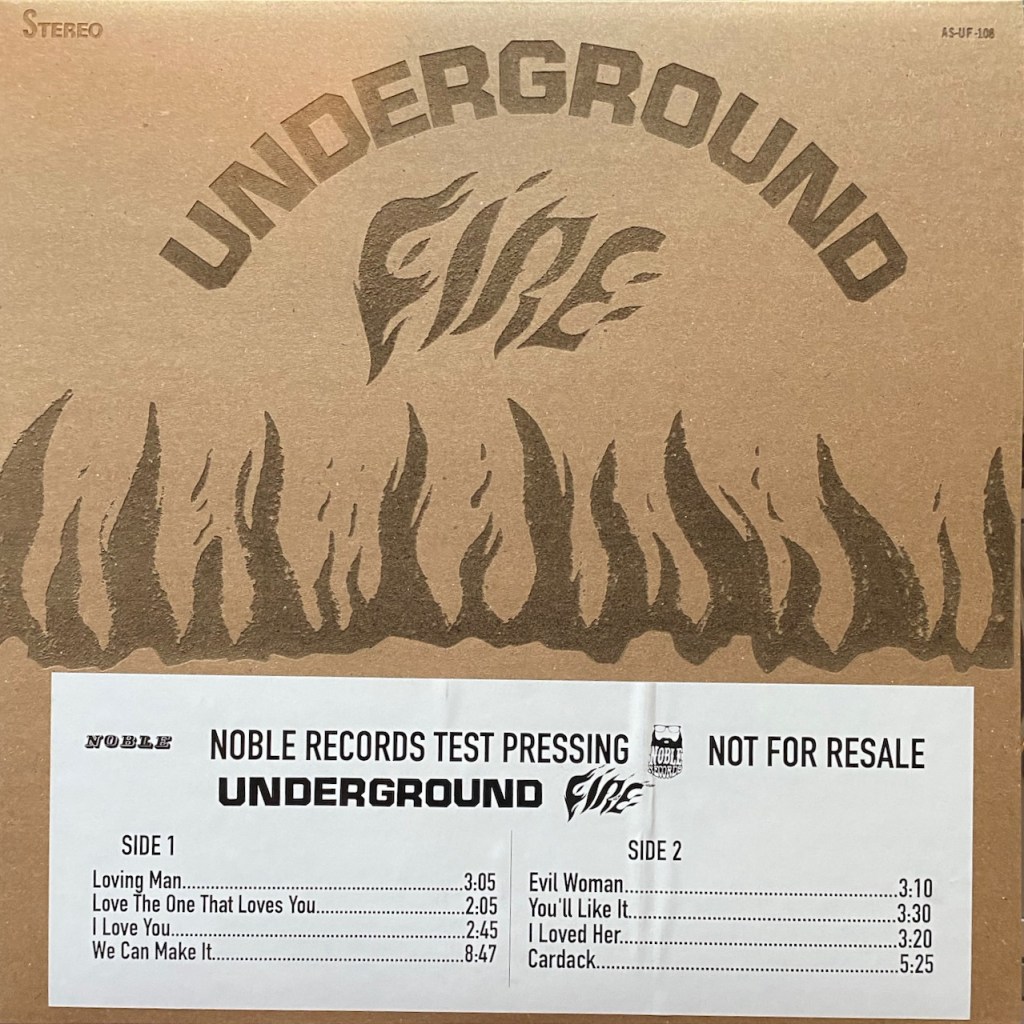 STEREO
AS-UF-108
UNDERGROUND
FIRE
NOBLE
NOBLE RECORDS TEST PRESSING
NOBLE
RECORDS
NOT FOR RESALE
UNDERGROUND FIRE
SIDE 1
Loving Man..........3:05
Love The One That Loves You..........2:05
I Love You..........2:45
We Can Make It..........8:47
SIDE 2
Evil Woman..........3:10
You'll Like It..........3:30
I Loved Her..........3:20
Cardack..........5:25